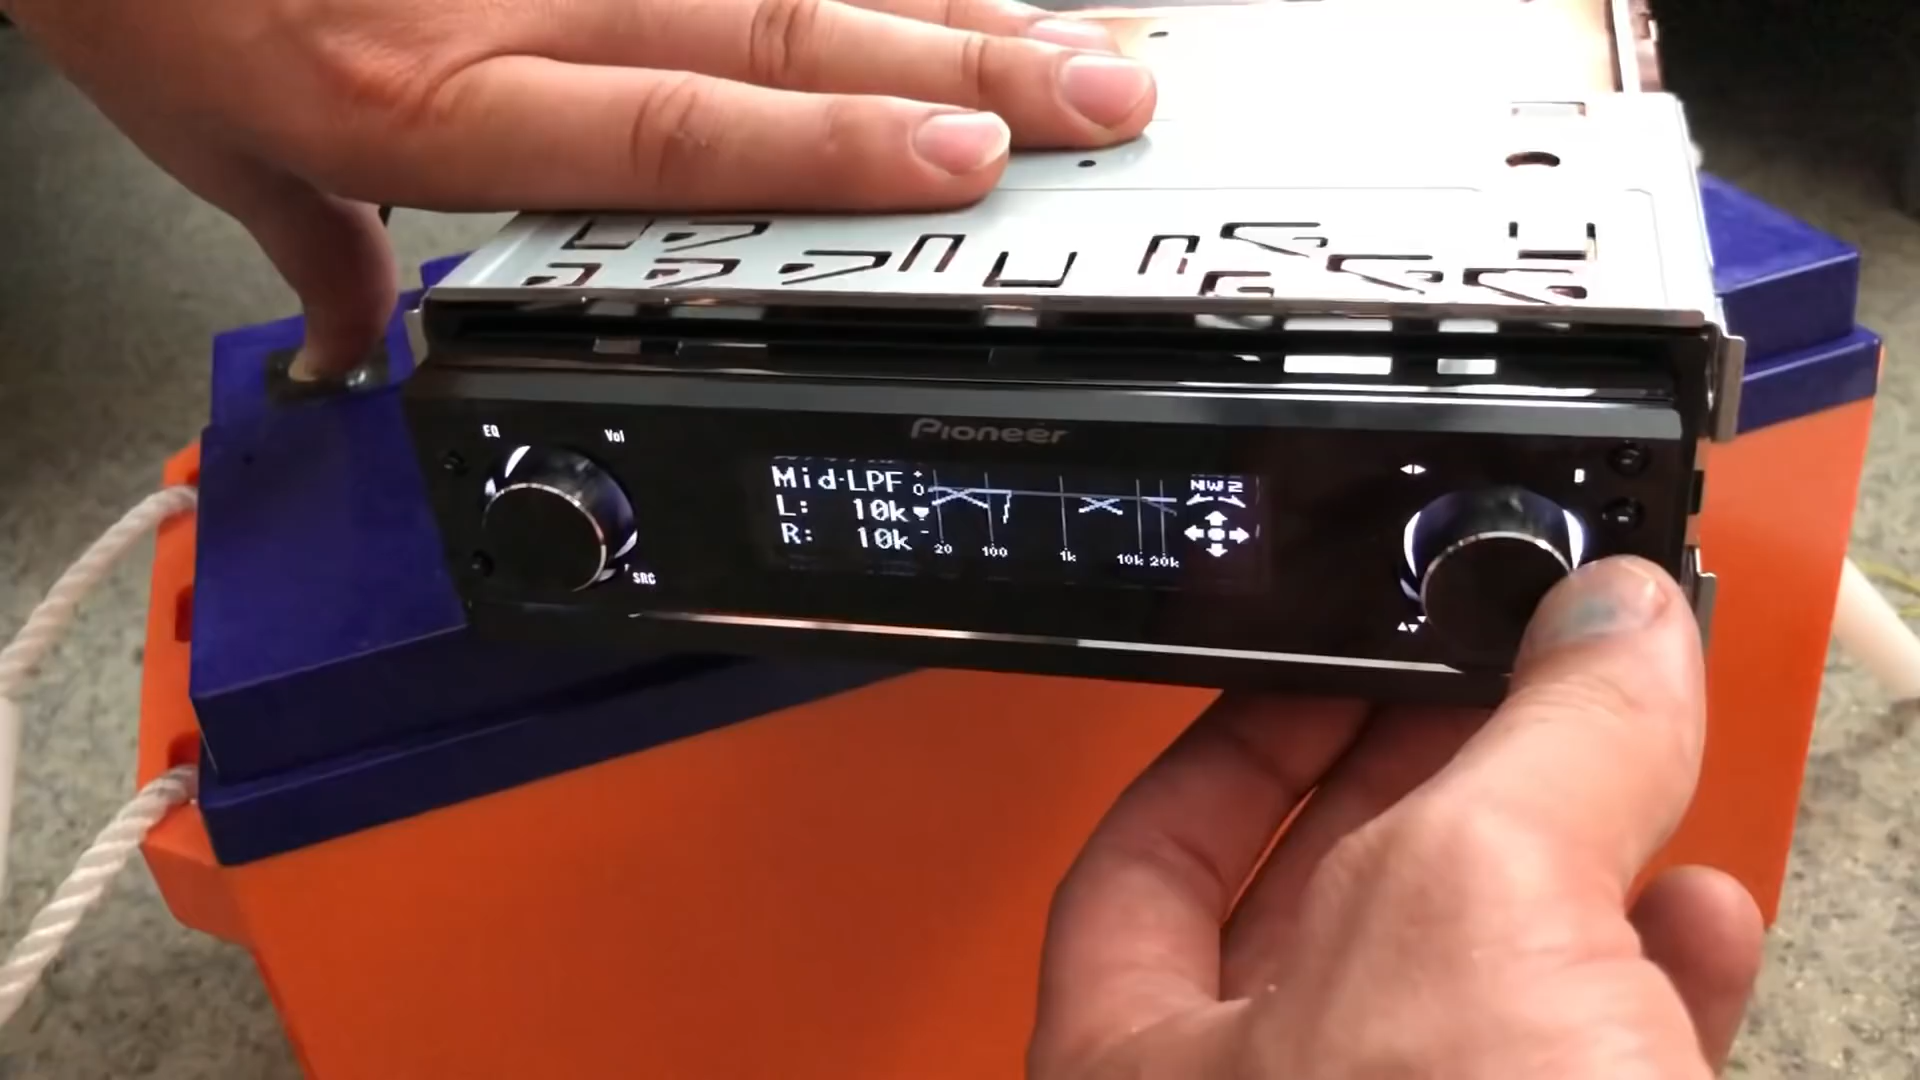 Pioneer
EQ
Vol
SRC
Mid-LPF
L: 10k
R: 10k
+
0
-
20 100 1k 10k 20k
NW 2
B